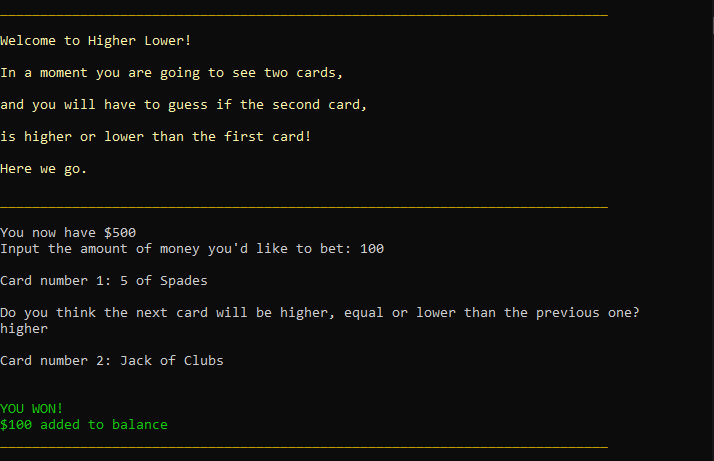 Welcome to Higher Lower!
In a moment you are going to see two cards,
and you will have to guess if the second card,
is higher or lower than the first card!
Here we go.
You now have $500
Input the amount of money you'd like to bet: 100
Card number 1: 5 of Spades
Do you think the next card will be higher, equal or lower than the previous one?
higher
Card number 2: Jack of Clubs
YOU WON!
$100 added to balance